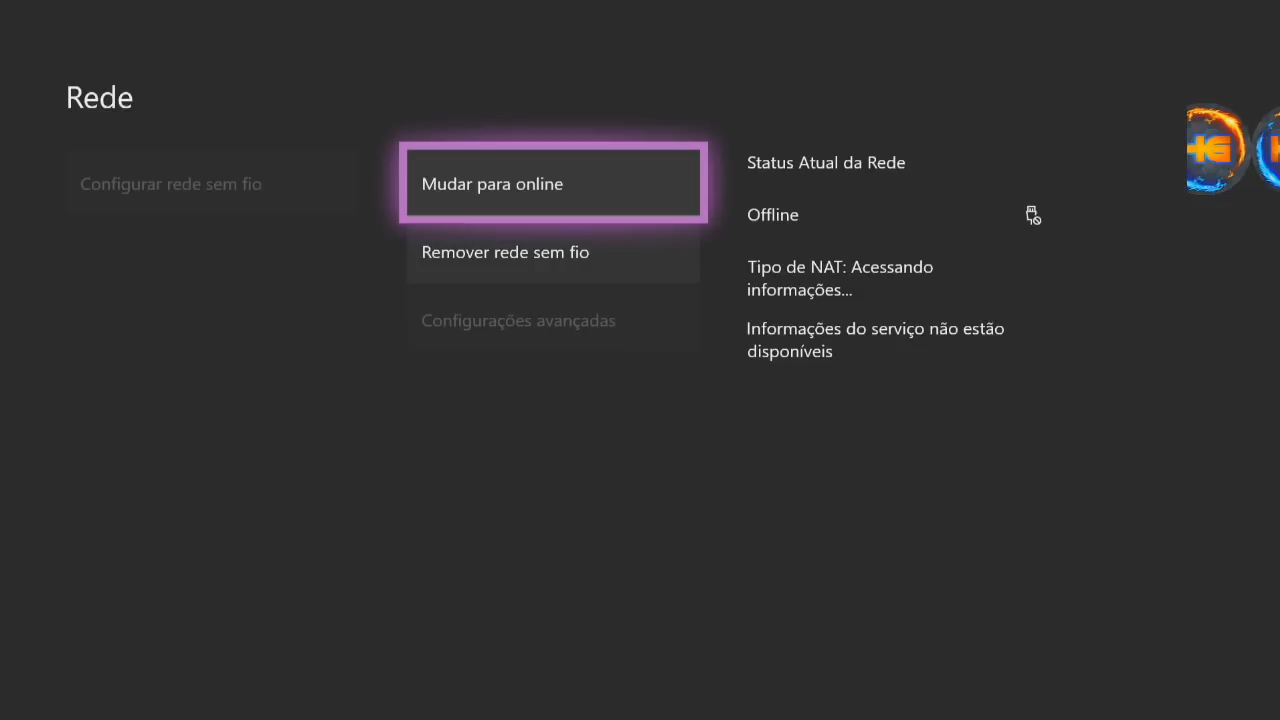 Rede
Configurar rede sem fio
Mudar para online
Remover rede sem fio
Configurações avançadas
Status Atual da Rede
Offline
Tipo de NAT: Acessando
informações...
Informações do serviço não estão
disponíveis